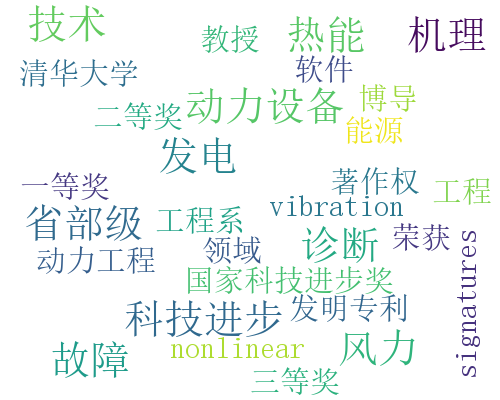 技术
教授
热能
机理
清华大学
软件
二等奖
动力设备
博导
能源
发电
一等奖
著作权
工程
省部级
工程系
vibration
动力工程
领域
诊断
荣获
国家科技进步奖
科技进步
发明专利
signatures
故障
nonlinear
风力
三等奖